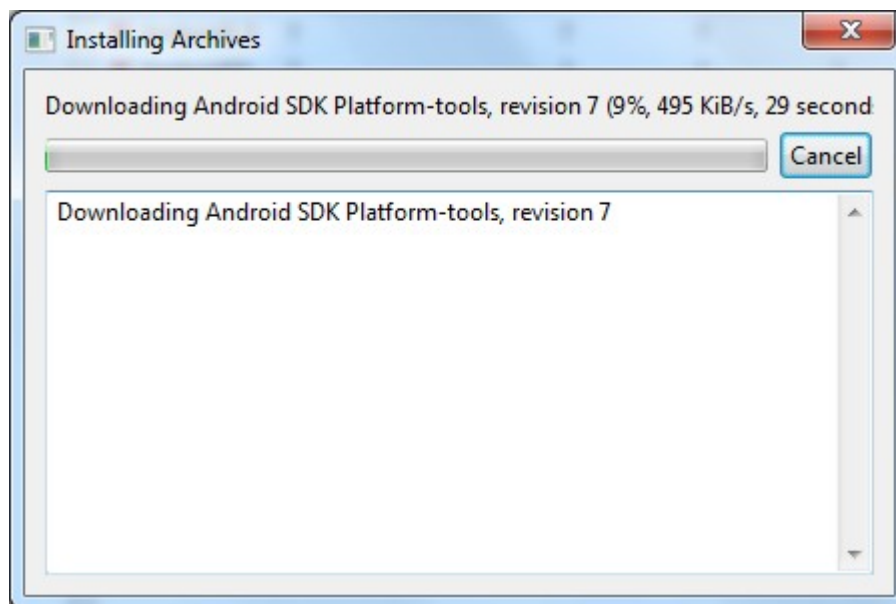 Installing Archives
Downloading Android SDK Platform-tools, revision 7 (9%, 495 KiB/s, 29 second
Cancel
Downloading Android SDK Platform-tools, revision 7